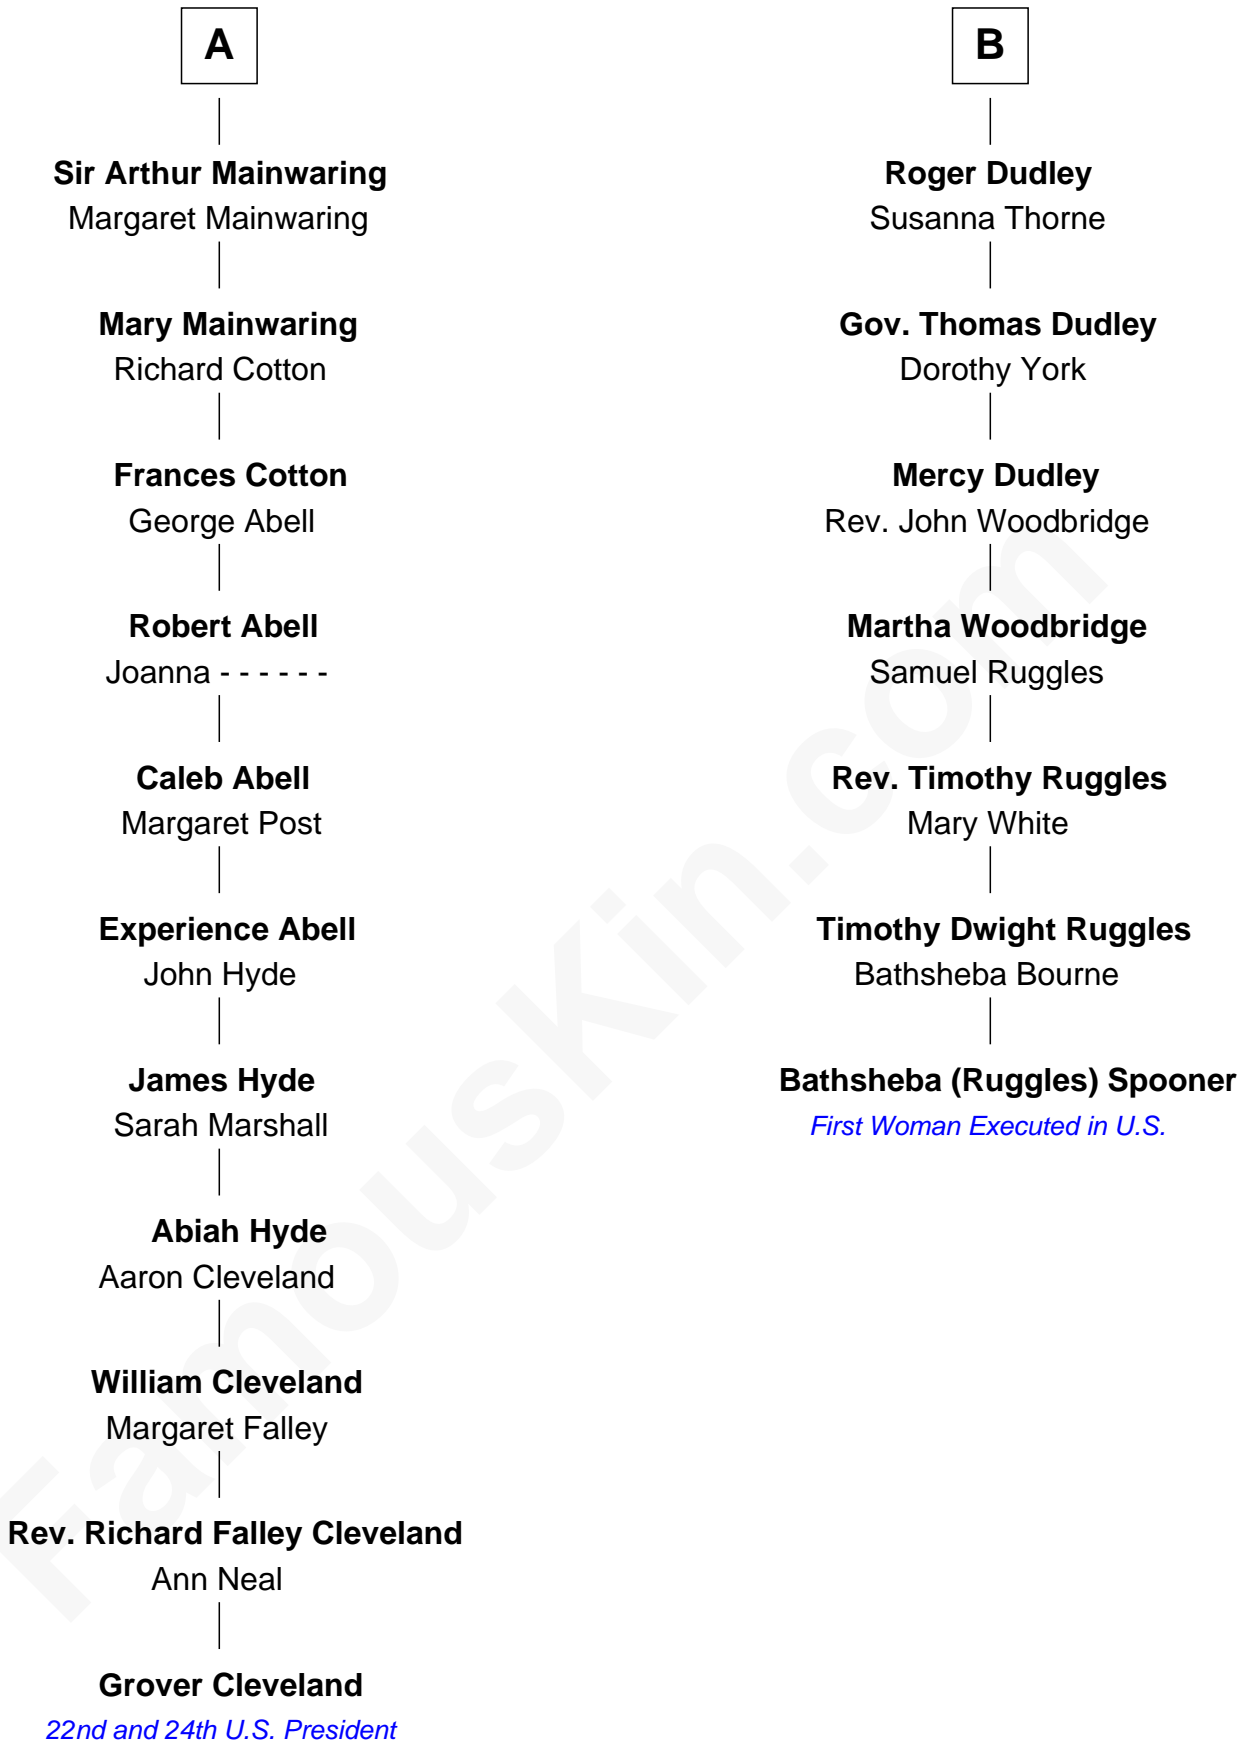 A
Sir Arthur Mainwaring
Margaret Mainwaring
Mary Mainwaring
Richard Cotton
Frances Cotton
George Abell
Robert Abell
Joanna - - - - - -
Caleb Abell
Margaret Post
Experience Abell
John Hyde
James Hyde
Sarah Marshall
Abiah Hyde
Aaron Cleveland
William Cleveland
Margaret Falley
Rev. Richard Falley Cleveland
Ann Neal
Grover Cleveland
22nd and 24th U.S. President
B
Roger Dudley
Susanna Thorne
Gov. Thomas Dudley
Dorothy York
Mercy Dudley
Rev. John Woodbridge
Martha Woodbridge
Samuel Ruggles
Rev. Timothy Ruggles
Mary White
Timothy Dwight Ruggles
Bathsheba Bourne
Bathsheba (Ruggles) Spooner
First Woman Executed in U.S.
FamousKin.com